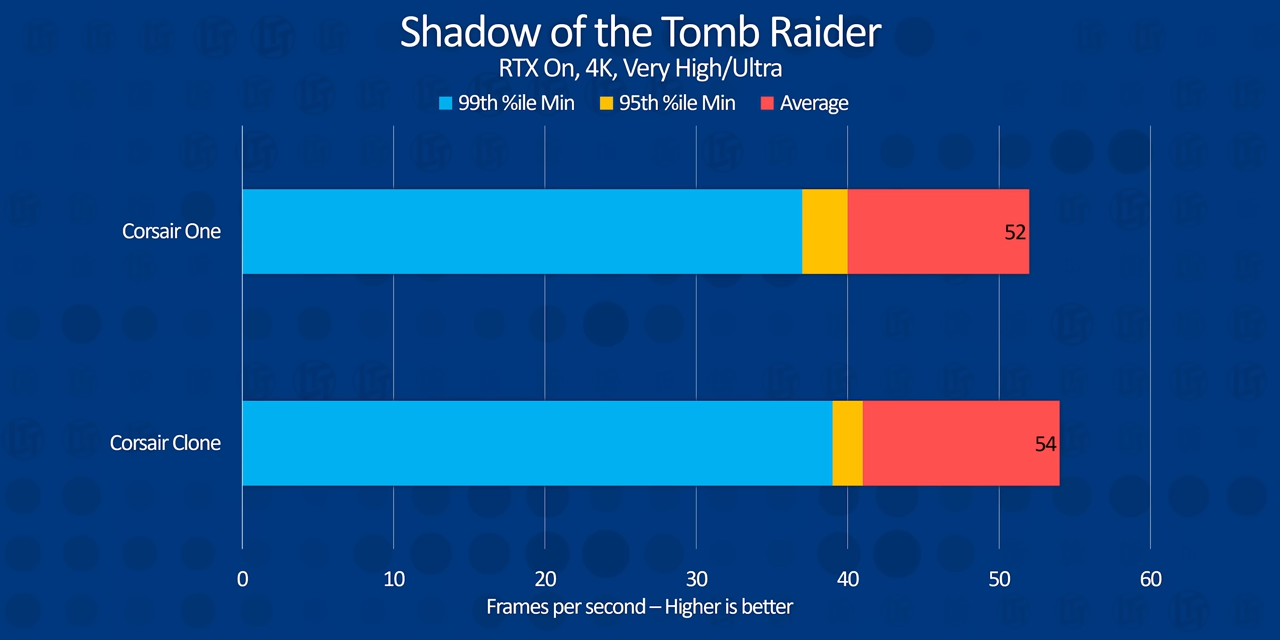 Shadow of the Tomb Raider
RTX On, 4K, Very High/Ultra
99th %ile Min 95th %ile Min Average
Corsair One 52
Corsair Clone 54
0 10 20 30 40 50 60
Frames per second – Higher is better